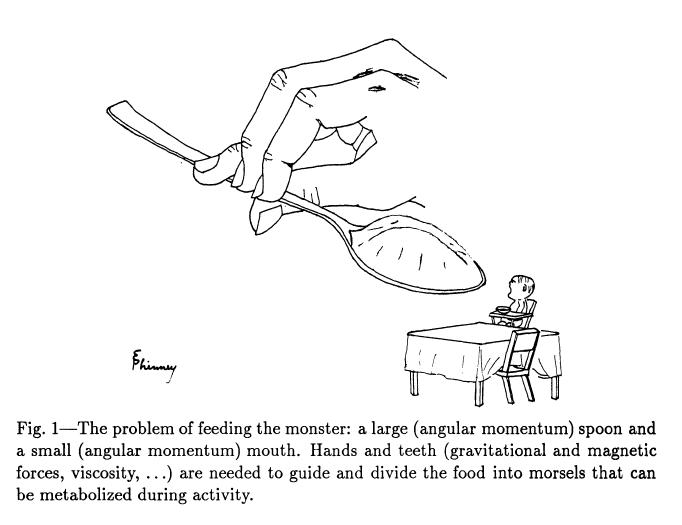 EShinney
Fig. 1—The problem of feeding the monster: a large (angular momentum) spoon and
a small (angular momentum) mouth. Hands and teeth (gravitational and magnetic
forces, viscosity, ...) are needed to guide and divide the food into morsels that can
be metabolized during activity.